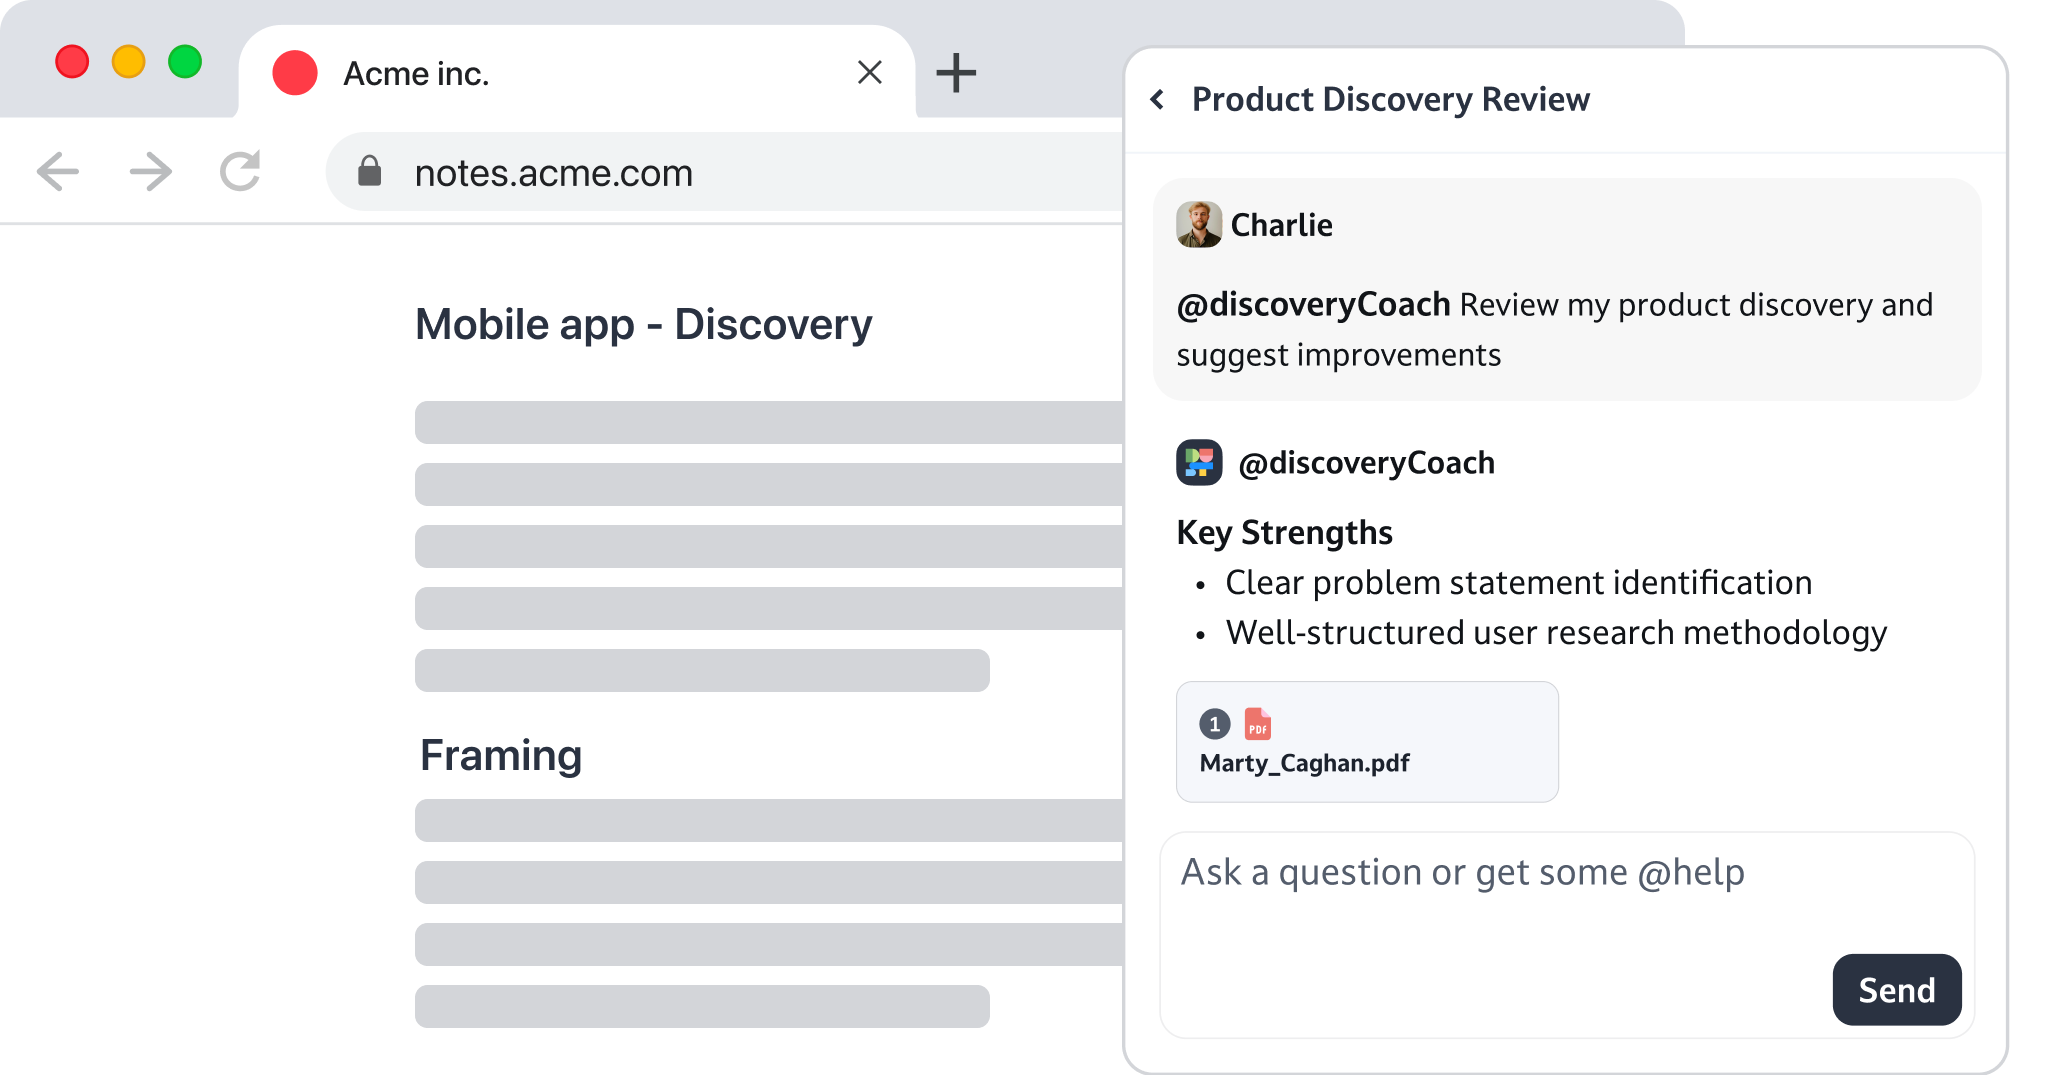 Acme inc.
notes.acme.com
Mobile app - Discovery
Framing
Product Discovery Review
Charlie
@discoveryCoach Review my product discovery and
suggest improvements
@discoveryCoach
Key Strengths
• Clear problem statement identification
• Well-structured user research methodology
1 PDF
Marty_Caghan.pdf
Ask a question or get some @help
Send